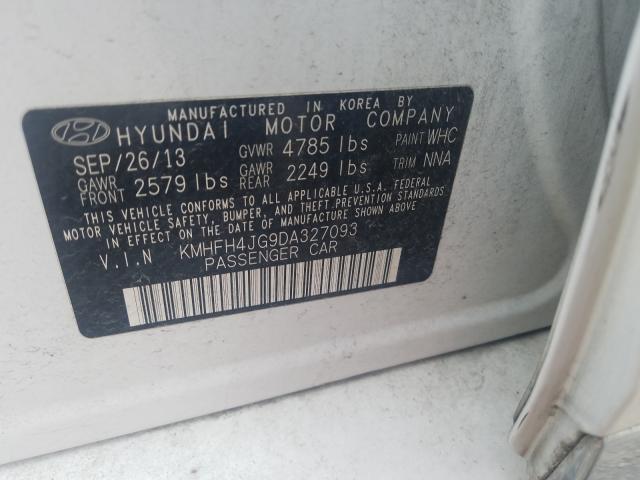 MANUFACTURED IN KOREA BY
HYUNDAI MOTOR COMPANY
SEP/26/13 GVWR 4785 lbs PAINT WHC
GAWR FRONT 2579 lbs GAWR REAR 2249 lbs TRIM NNA
THIS VEHICLE CONFORMS TO ALL APPLICABLE U.S.A. FEDERAL
MOTOR VEHICLE SAFETY, BUMPER, AND THEFT.PREVENTION STANDARDS
IN EFFECT ON THE DATE OF MANUFACTURE SHOWN ABOVE.
V.I.N KMHFH4JG9DA327093
PASSENGER CAR